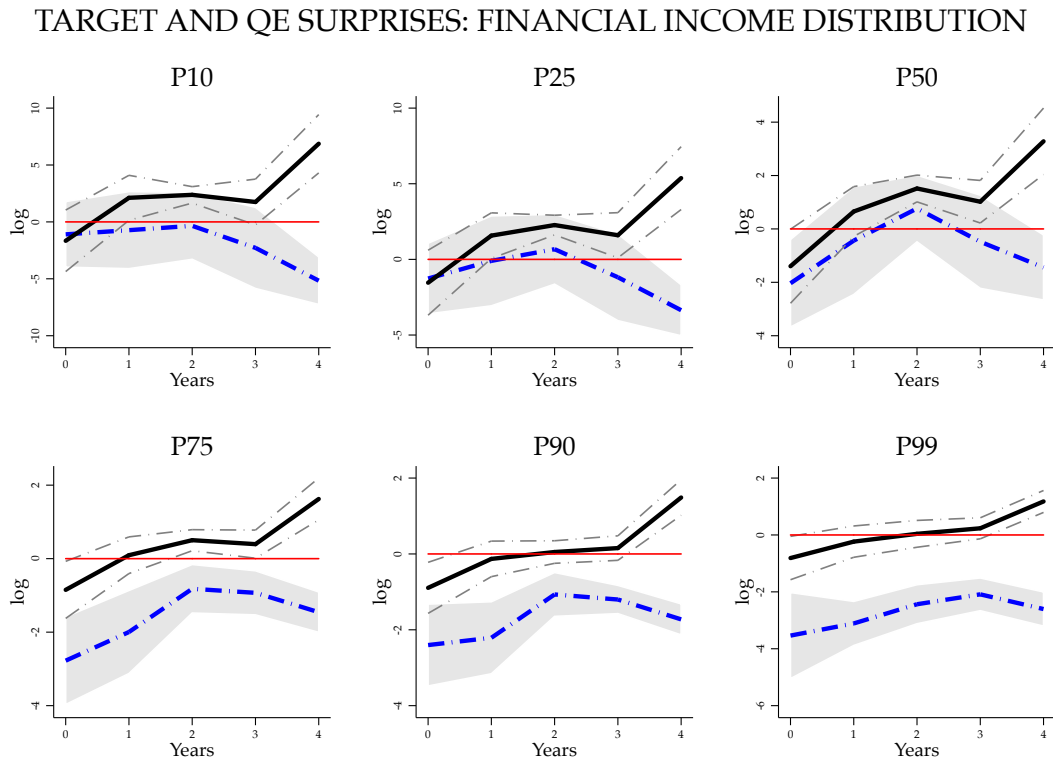 TARGET AND QE SURPRISES: FINANCIAL INCOME DISTRIBUTION
P10
log
10
5
0
-5
-10
0 1 2 3 4
Years
P25
log
10
5
0
-5
0 1 2 3 4
Years
P50
log
4
2
0
-2
-4
0 1 2 3 4
Years
P75
log
2
0
-2
-4
0 1 2 3 4
Years
P90
log
2
0
-2
-4
0 1 2 3 4
Years
P99
log
2
0
-2
-4
-6
0 1 2 3 4
Years